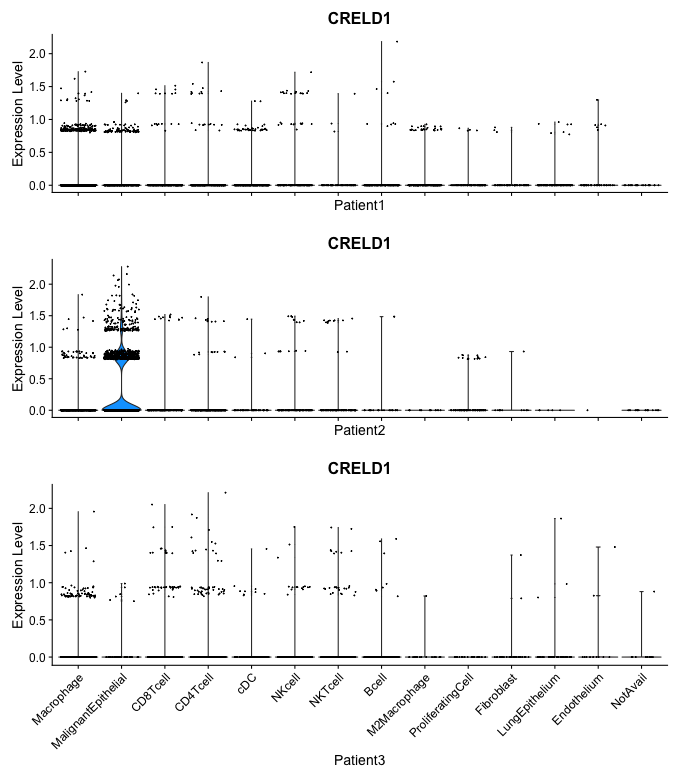 CRELD1
Expression Level
2.0
1.5
1.0
0.5
0.0
Patient1
CRELD1
Expression Level
2.0
1.5
1.0
0.5
0.0
Patient2
CRELD1
Expression Level
2.0
1.5
1.0
0.5
0.0
Macrophage
MalignantEpithelial
CD8Tcell
CD4Tcell
cDC
NKcell
NKTcell
Bcell
M2Macrophage
ProliferatingCell
Fibroblast
LungEpithelium
Endothelium
NotAvail
Patient3